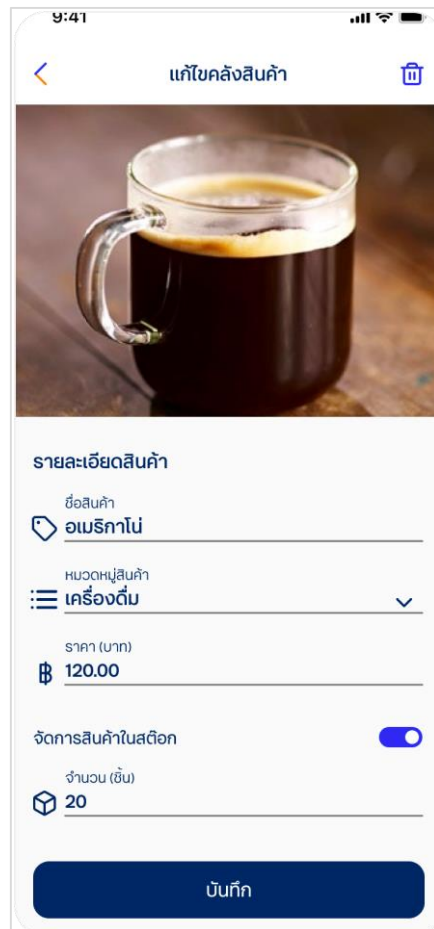 9:41
แก้ไขคลังสินค้า
รายละเอียดสินค้า
ชื่อสินค้า
อเมริกาโน่
หมวดหมู่สินค้า
เครื่องดื่ม
ราคา (บาท)
฿ 120.00
จัดการสินค้าในสต๊อก
จำนวน (ชิ้น)
20
บันทึก